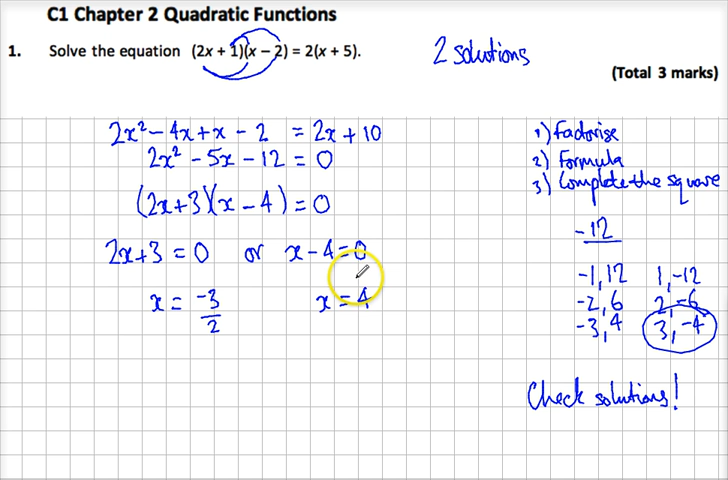 C1 Chapter 2 Quadratic Functions
1. Solve the equation (2x + 1)(x – 2) = 2(x + 5).
2 solutions
(Total 3 marks)
2x² – 4x + x – 2 = 2x + 10
2x² – 5x – 12 = 0
(2x + 3)(x – 4) = 0
2x + 3 = 0 or x – 4 = 0
x = -3/2 x = 4
1) Factorise
2) Formula
3) Complete the square
-12
-1, 12 1, -12
-2, 6 2, -6
-3, 4 3, -4
Check solutions!